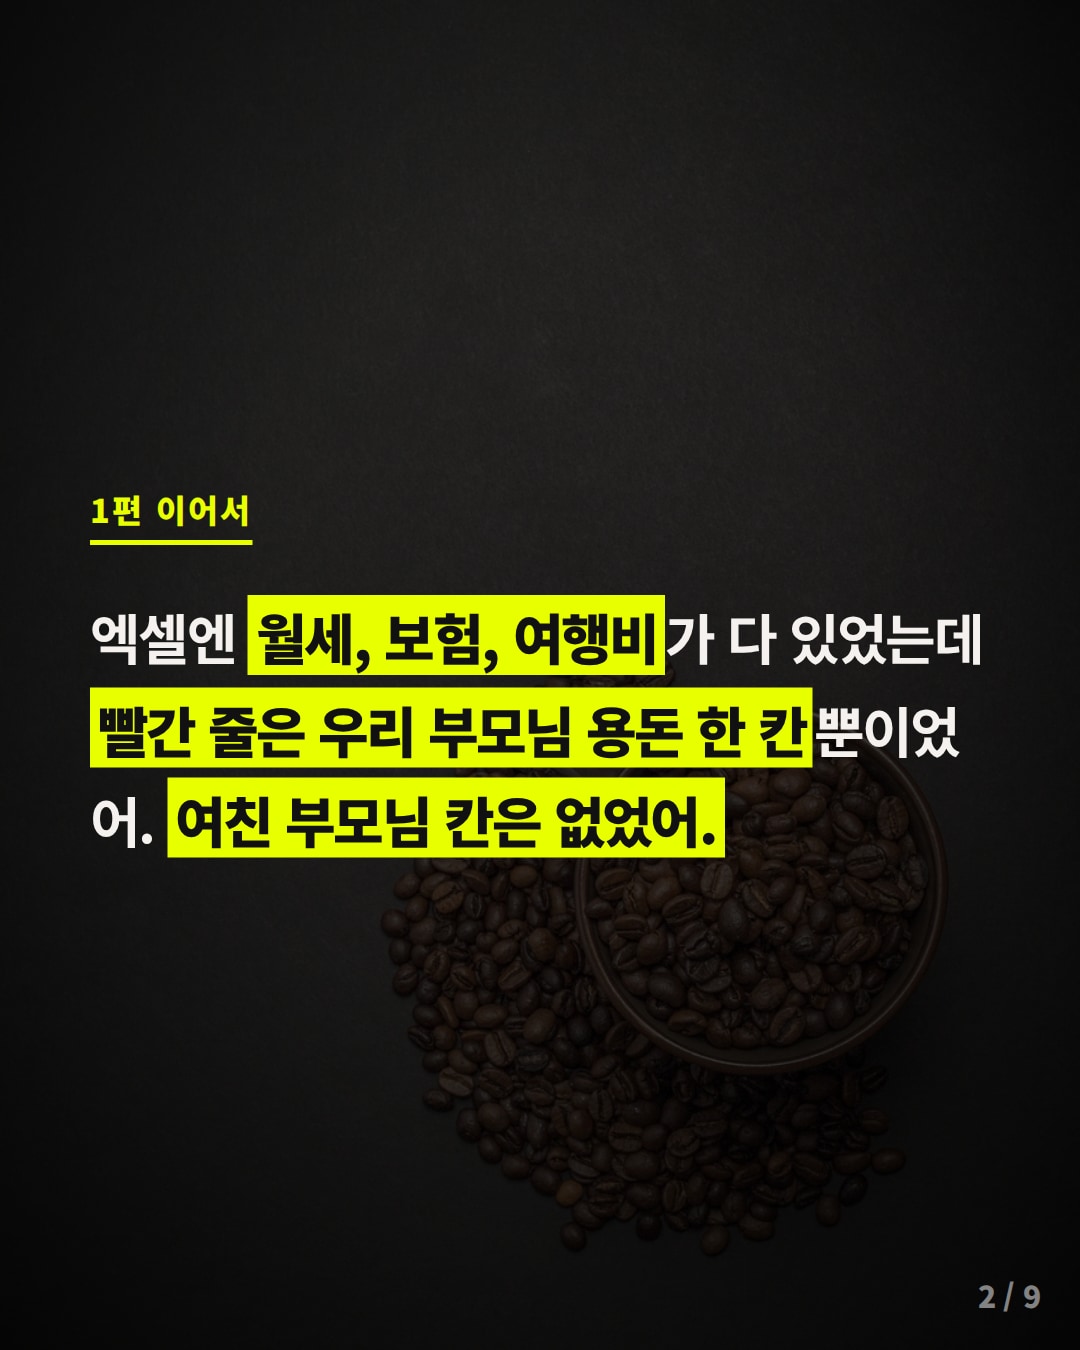 1편 이어서
엑셀엔 월세, 보험, 여행비가 다 있었는데
빨간 줄은 우리 부모님 용돈 한 칸뿐이었
어. 여친 부모님 칸은 없었어.
2 / 9